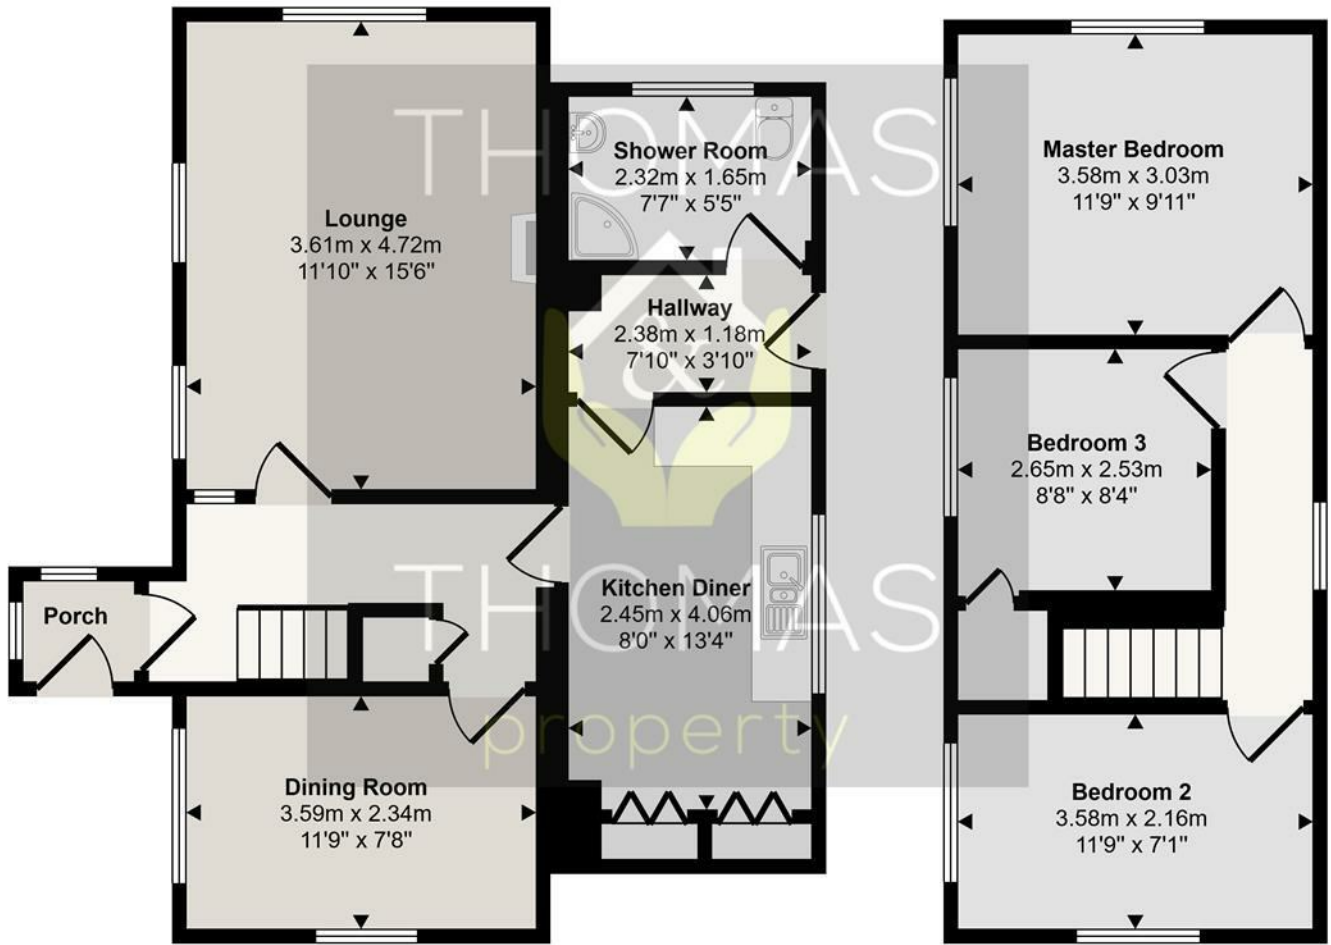 THOMAS
Lounge
3.61m x 4.72m
11'10" x 15'6"
Shower Room
2.32m x 1.65m
7'7" x 5'5"
Hallway
2.38m x 1.18m
7'10" x 3'10"
&
Porch
Kitchen Diner
2.45m x 4.06m
8'0" x 13'4"
THOMAS
property
Dining Room
3.59m x 2.34m
11'9" x 7'8"
Master Bedroom
3.58m x 3.03m
11'9" x 9'11"
Bedroom 3
2.65m x 2.53m
8'8" x 8'4"
Bedroom 2
3.58m x 2.16m
11'9" x 7'1"